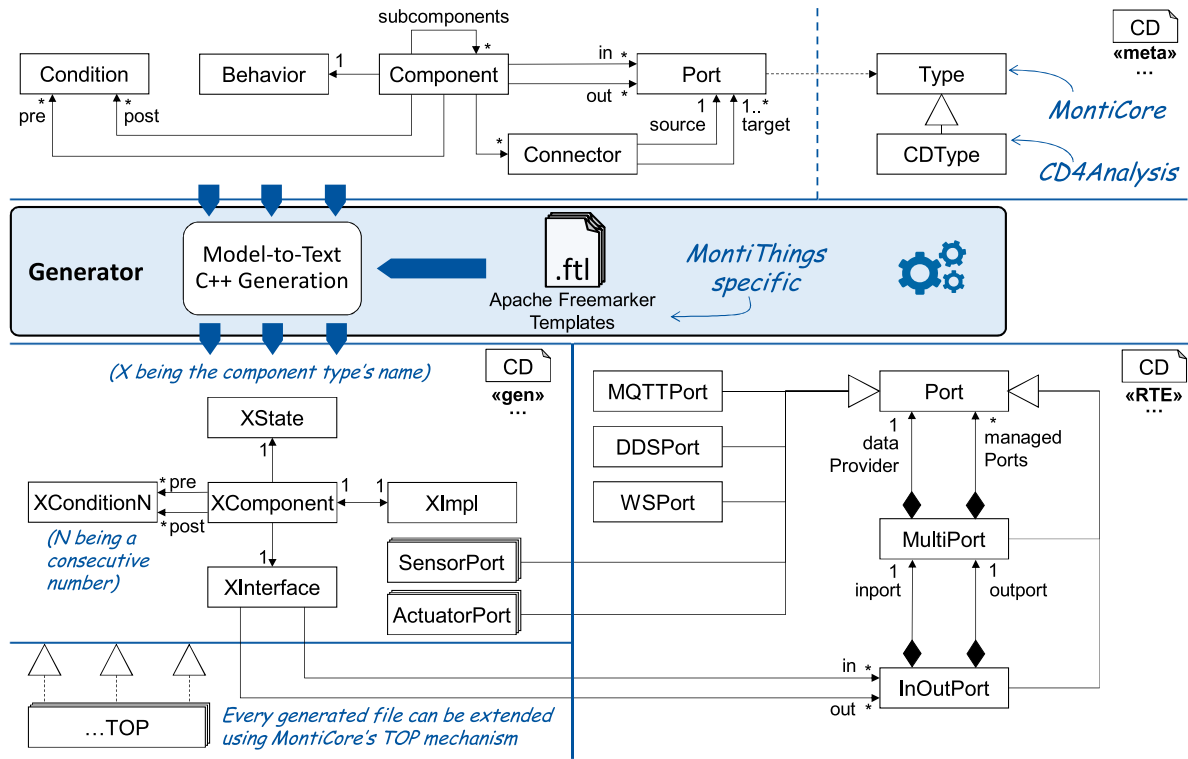 subcomponents
CD
«meta»
...
Condition
Behavior
Component
Port
Type
1
*
in *
out *
*
pre
*
post
1
source
1..*
target
*
Connector
CDType
MontiCore
CD4Analysis
Generator
Model-to-Text
C++ Generation
.ftl
Apache Freemarker
Templates
MontiThings
specific
(X being the component type's name)
CD
«gen»
...
XState
1
XConditionN
* pre
* post
XComponent
1
1
XImpl
(N being a
consecutive
number)
1
XInterface
SensorPort
ActuatorPort
MQTTPort
DDSPort
WSPort
Port
CD
«RTE»
...
1
data
Provider
*
managed
Ports
MultiPort
1
inport
1
outport
in *
out *
InOutPort
...TOP
Every generated file can be extended
using MontiCore's TOP mechanism